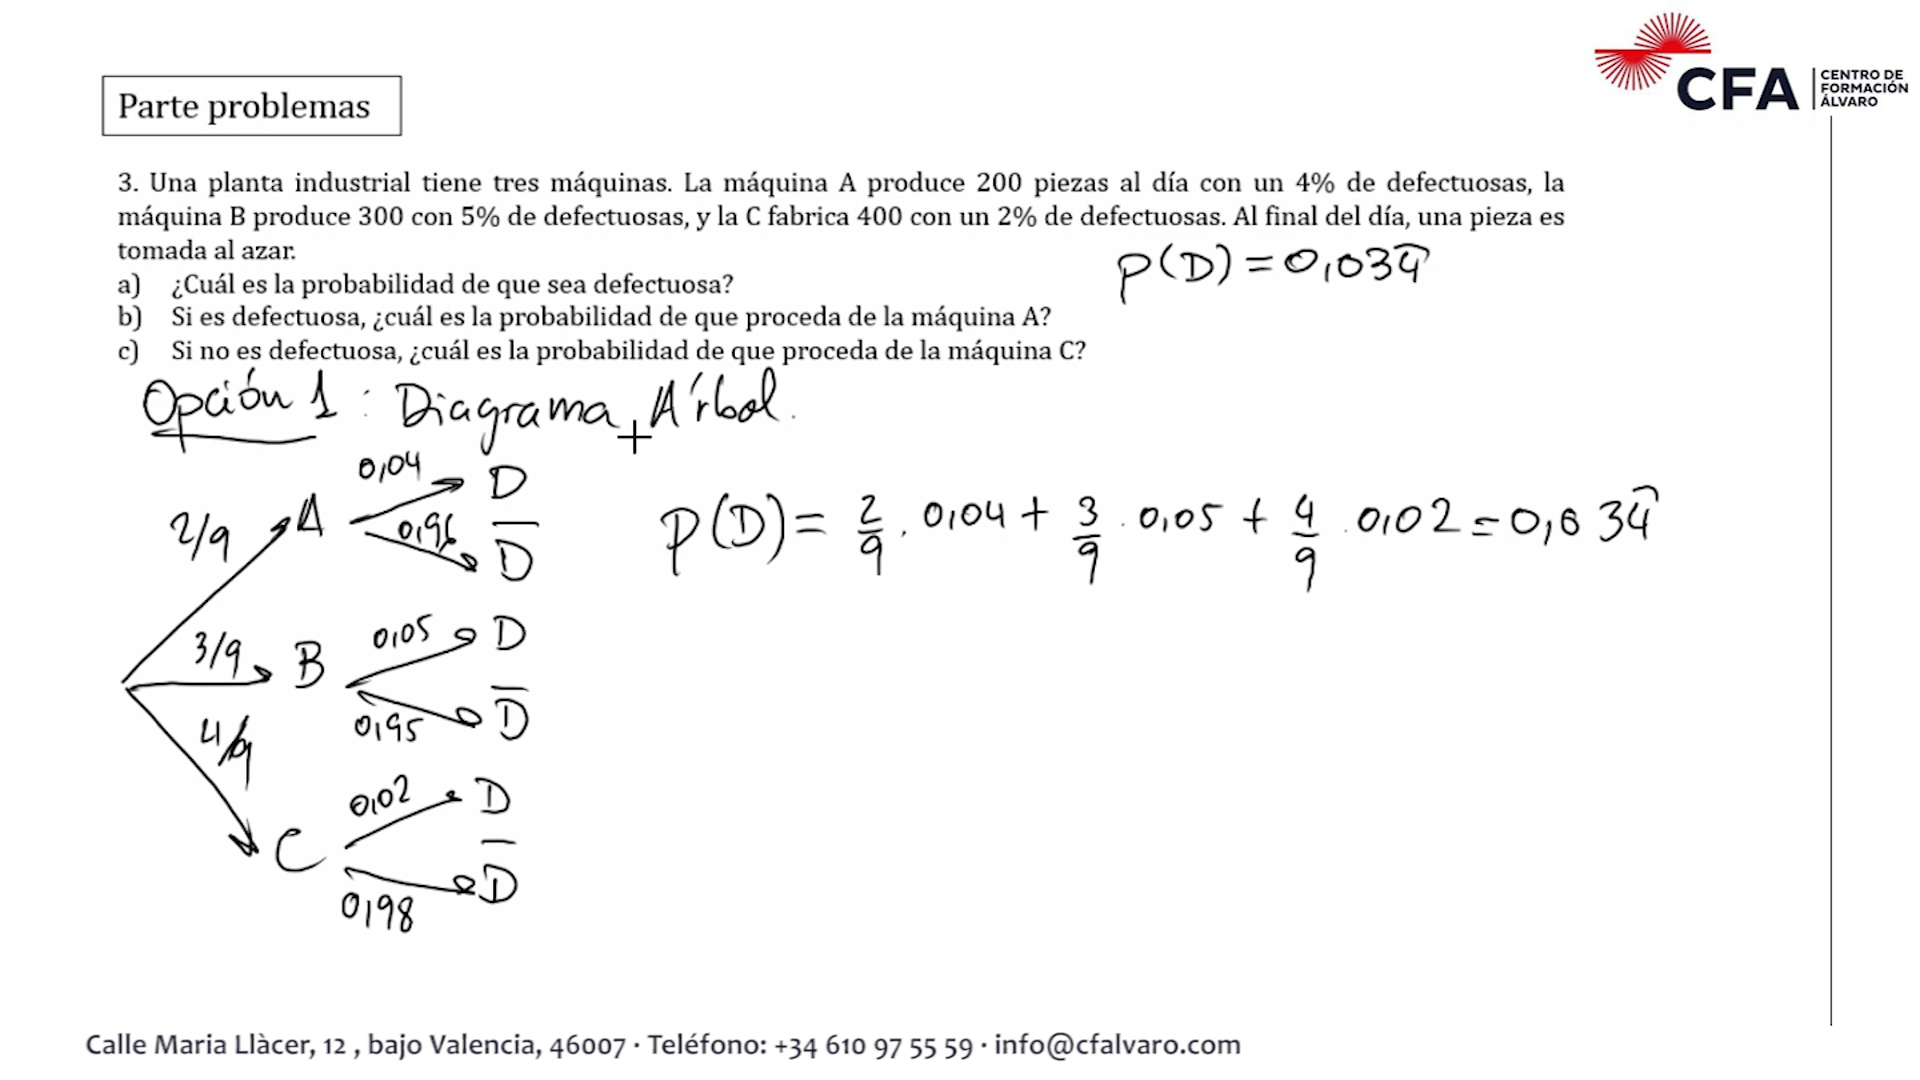 CFA
CENTRO DE
FORMACIÓN
ÁLVARO
Parte problemas
3. Una planta industrial tiene tres máquinas. La máquina A produce 200 piezas al día con un 4% de defectuosas, la
máquina B produce 300 con 5% de defectuosas, y la C fabrica 400 con un 2% de defectuosas. Al final del día, una pieza es
tomada al azar.
P(D) = 0,034̂
a) ¿Cuál es la probabilidad de que sea defectuosa?
b) Si es defectuosa, ¿cuál es la probabilidad de que proceda de la máquina A?
c) Si no es defectuosa, ¿cuál es la probabilidad de que proceda de la máquina C?
Opción 1 : Diagrama Árbol.
2/9 A 0,04 D
0,96 D̅
P(D) = 2/9 · 0,04 + 3/9 · 0,05 + 4/9 · 0,02 = 0,034̂
3/9 B 0,05 D
0,95 D̅
4/9 C 0,02 D
0,98 D̅
Calle Maria Llàcer, 12 , bajo Valencia, 46007 · Teléfono: +34 610 97 55 59 · info@cfalvaro.com